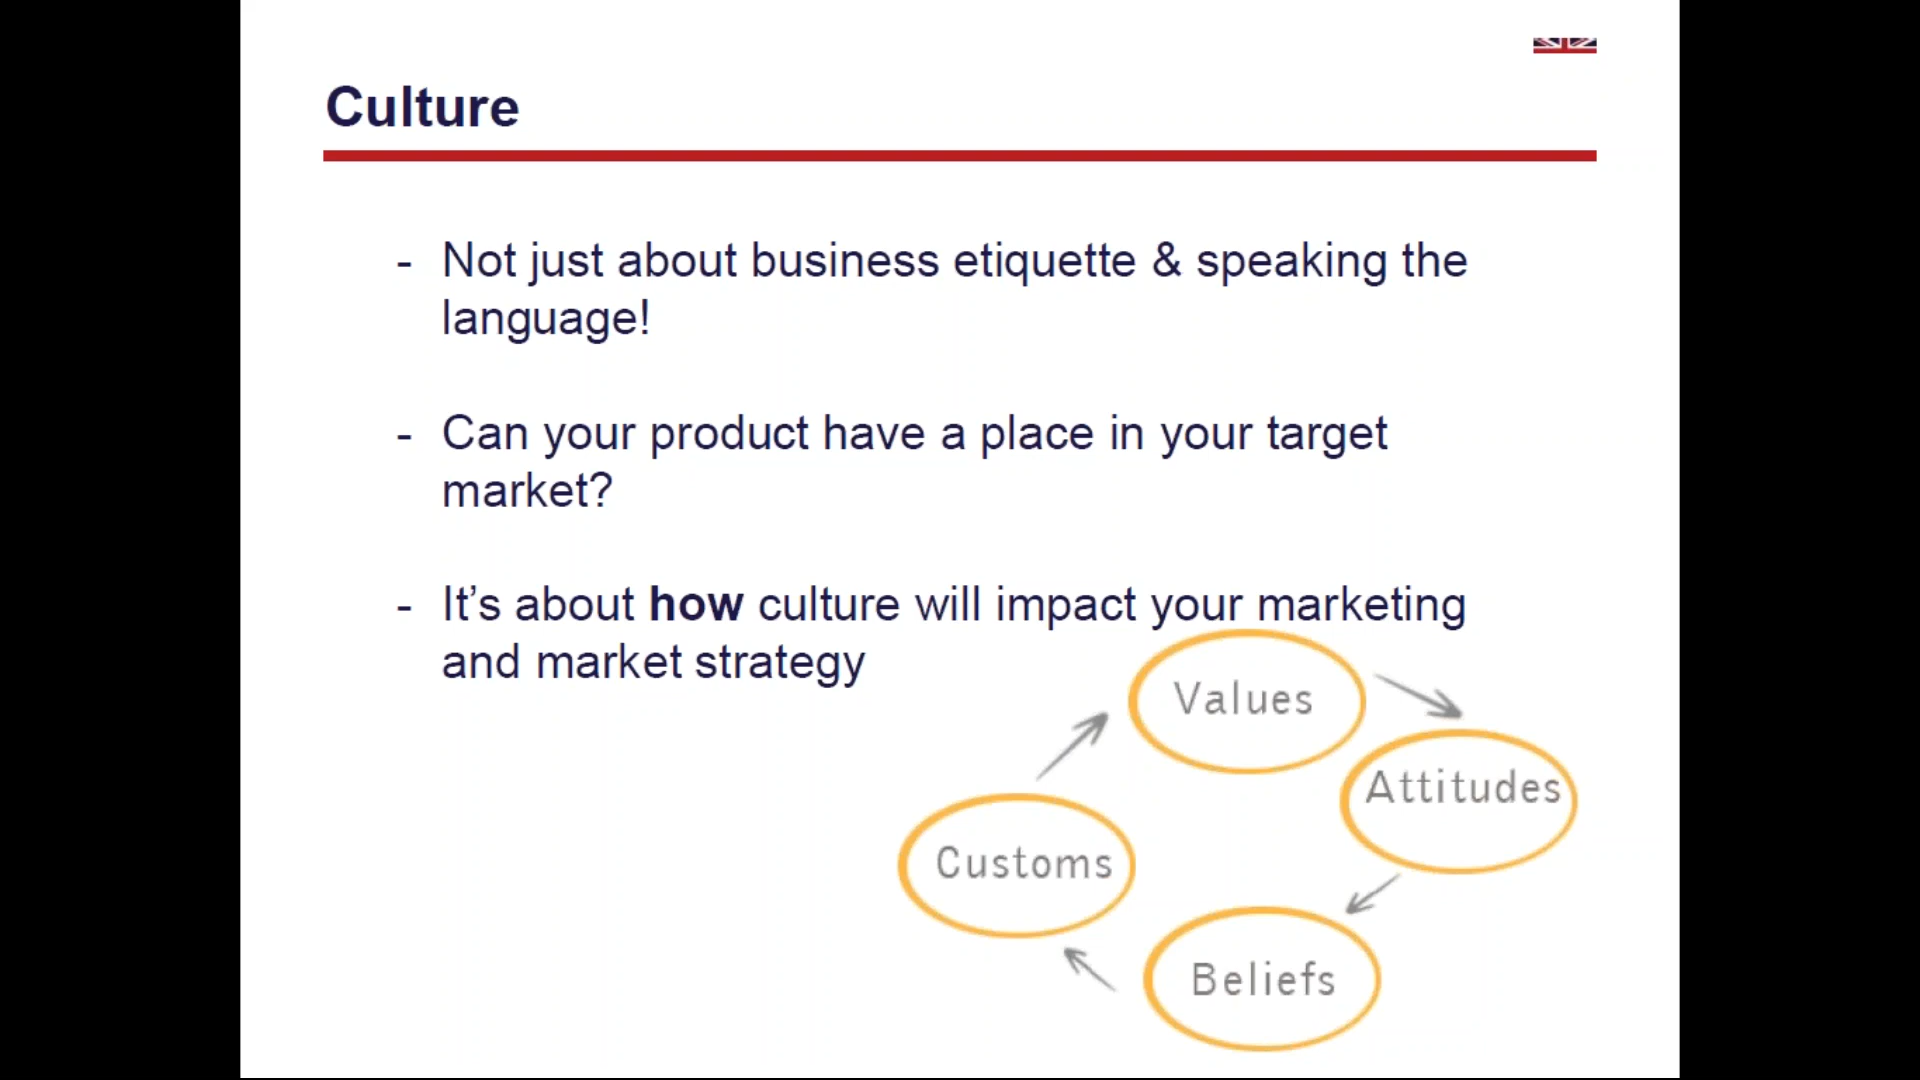 Culture
- Not just about business etiquette & speaking the
language!
- Can your product have a place in your target
market?
- It’s about how culture will impact your marketing
and market strategy
Values
Attitudes
Customs
Beliefs